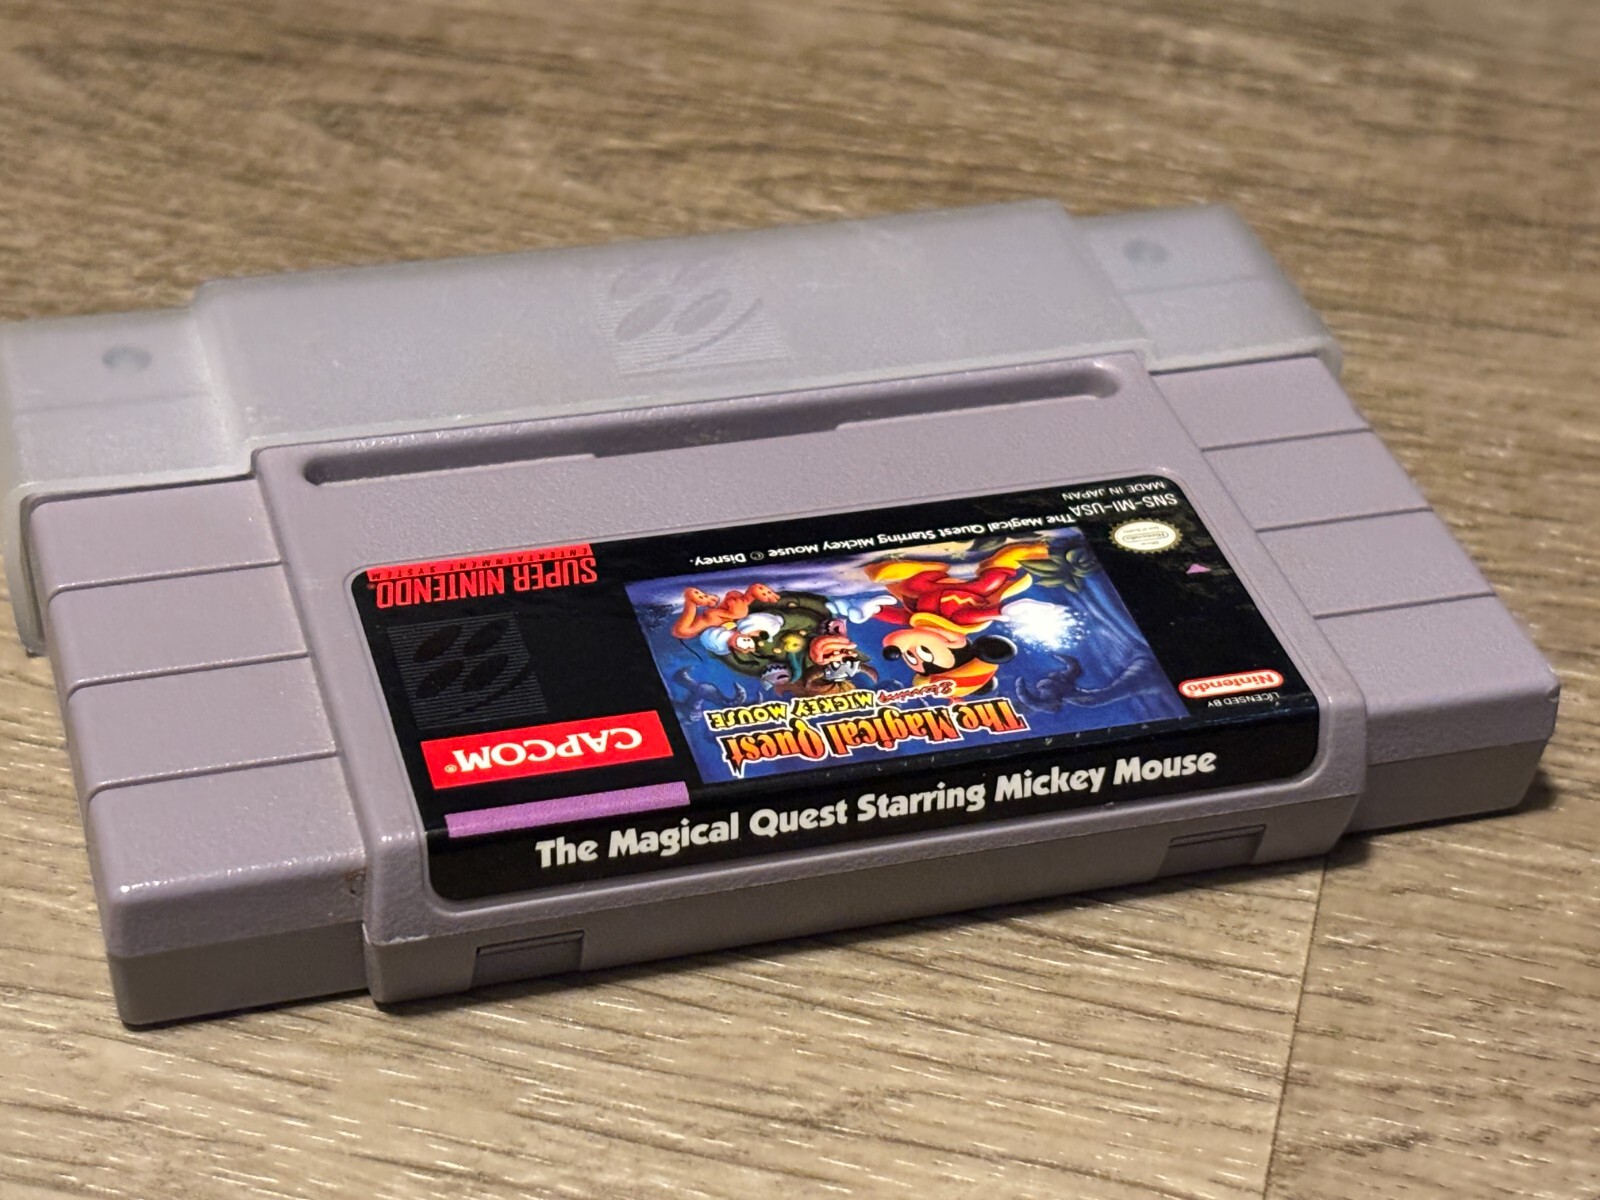 SUPER NINTENDO®
ENTERTAINMENT SYSTEM
CAPCOM®
The Magical Quest
Starring
MICKEY MOUSE
The Magical Quest Starring Mickey Mouse © Disney.
SNS-MI-USA
MADE IN JAPAN
Nintendo
LICENSED BY
Nintendo
The Magical Quest Starring Mickey Mouse